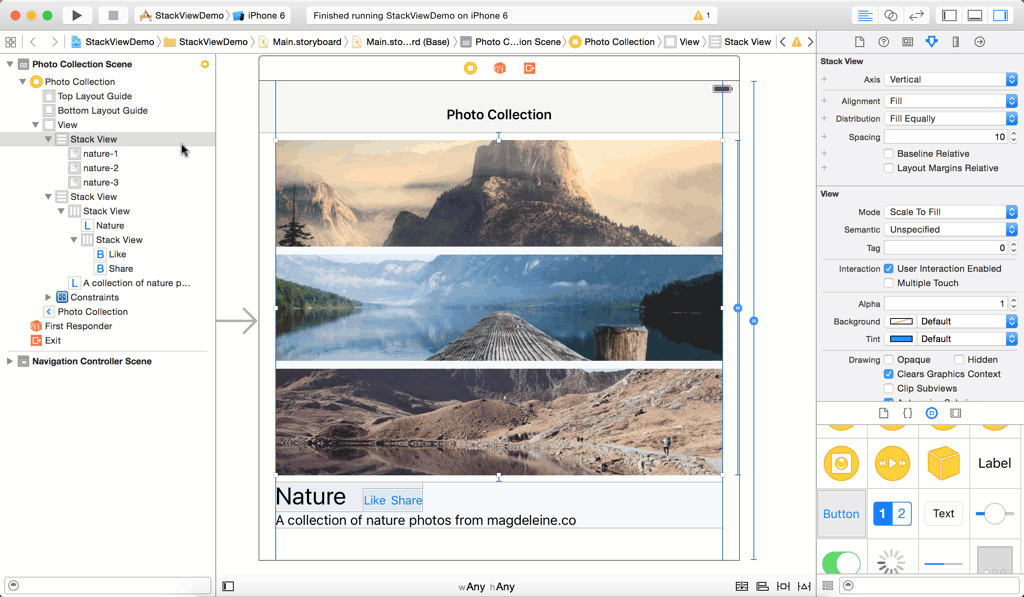 StackViewDemo iPhone 6
Finished running StackViewDemo on iPhone 6
1
StackViewDemo
StackViewDemo
Main.storyboard
Main.sto...rd (Base)
Photo C...ion Scene
Photo Collection
View
Stack View
Photo Collection Scene
Photo Collection
Top Layout Guide
Bottom Layout Guide
View
Stack View
nature-1
nature-2
nature-3
Stack View
Stack View
L Nature
Stack View
B Like
B Share
L A collection of nature p...
Constraints
Photo Collection
First Responder
Exit
Navigation Controller Scene
Photo Collection
Nature Like Share
A collection of nature photos from magdeleine.co
wAny hAny
Stack View
Axis Vertical
Alignment Fill
Distribution Fill Equally
Spacing 10
Baseline Relative
Layout Margins Relative
View
Mode Scale To Fill
Semantic Unspecified
Tag 0
Interaction User Interaction Enabled
Multiple Touch
Alpha 1
Background Default
Tint Default
Drawing Opaque Hidden
Clears Graphics Context
Clip Subviews
Label
Button 1 2 Text